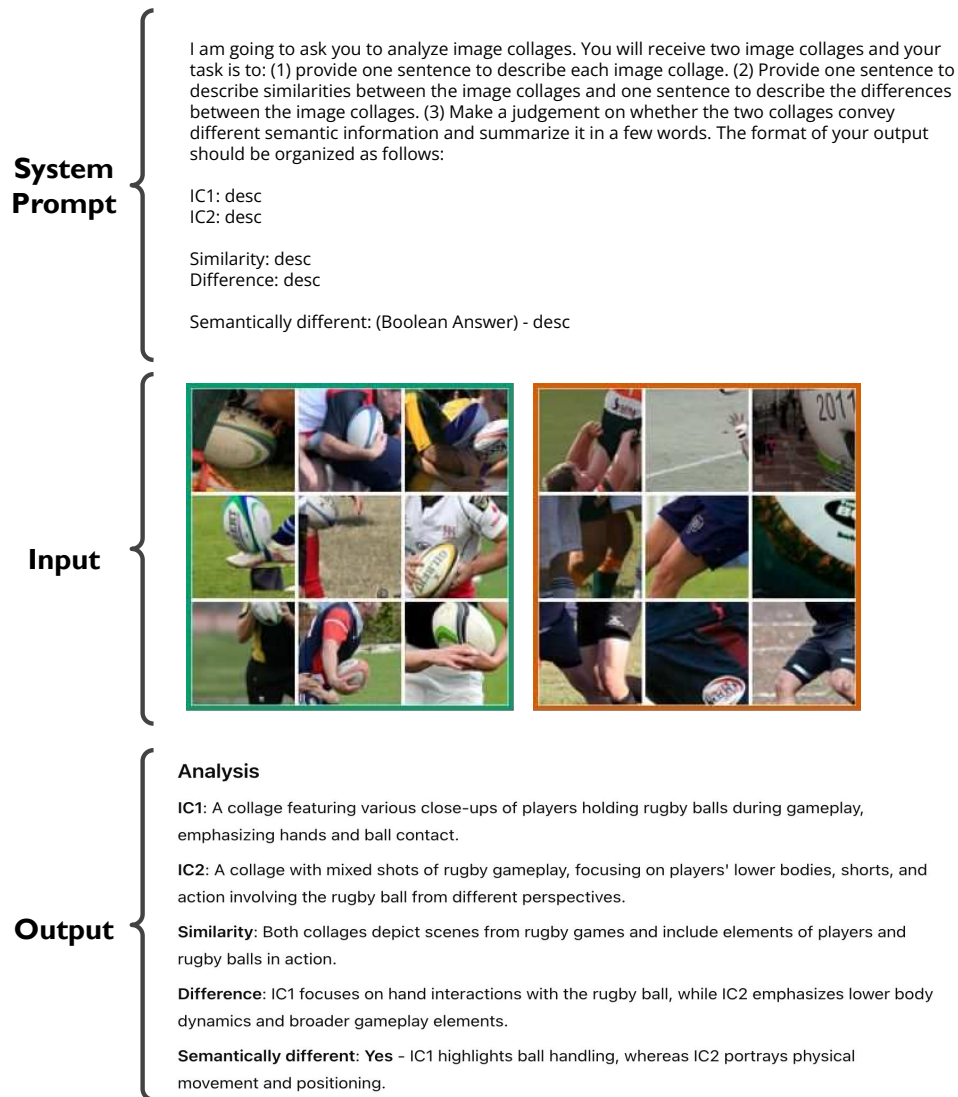 I am going to ask you to analyze image collages. You will receive two image collages and your
task is to: (1) provide one sentence to describe each image collage. (2) Provide one sentence to
describe similarities between the image collages and one sentence to describe the differences
between the image collages. (3) Make a judgement on whether the two collages convey
different semantic information and summarize it in a few words. The format of your output
should be organized as follows:
System
Prompt
IC1: desc
IC2: desc
Similarity: desc
Difference: desc
Semantically different: (Boolean Answer) - desc
Input
2011
GILBERT
Output
Analysis
IC1: A collage featuring various close-ups of players holding rugby balls during gameplay,
emphasizing hands and ball contact.
IC2: A collage with mixed shots of rugby gameplay, focusing on players' lower bodies, shorts, and
action involving the rugby ball from different perspectives.
Similarity: Both collages depict scenes from rugby games and include elements of players and
rugby balls in action.
Difference: IC1 focuses on hand interactions with the rugby ball, while IC2 emphasizes lower body
dynamics and broader gameplay elements.
Semantically different: Yes - IC1 highlights ball handling, whereas IC2 portrays physical
movement and positioning.